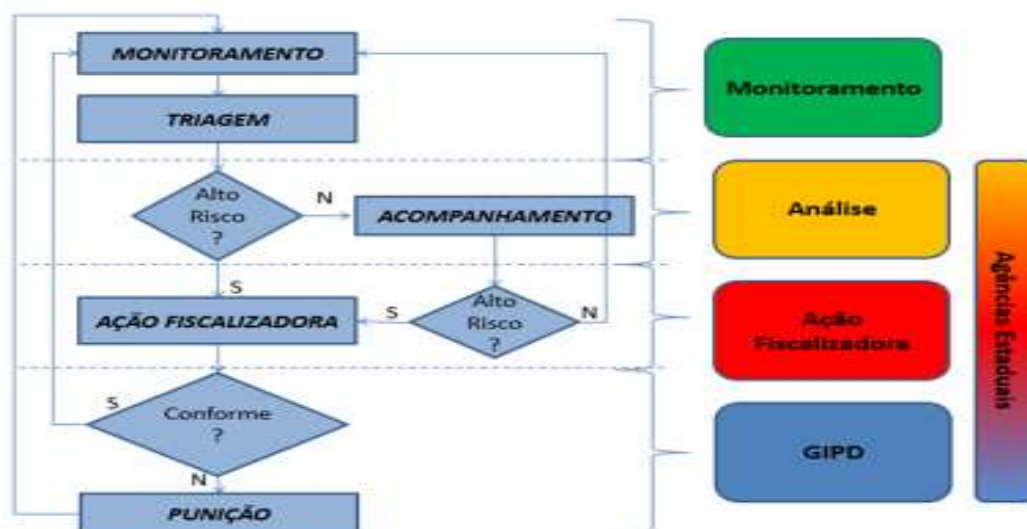 MONITORAMENTO
TRIAGEM
Alto
Risco
?
N
ACOMPANHAMENTO
S
AÇÃO FISCALIZADORA
S
Alto
Risco
?
N
S
Conforme
?
N
PUNIÇÃO
Monitoramento
Análise
Ação
Fiscalizadora
GIPD
Agências Estaduais